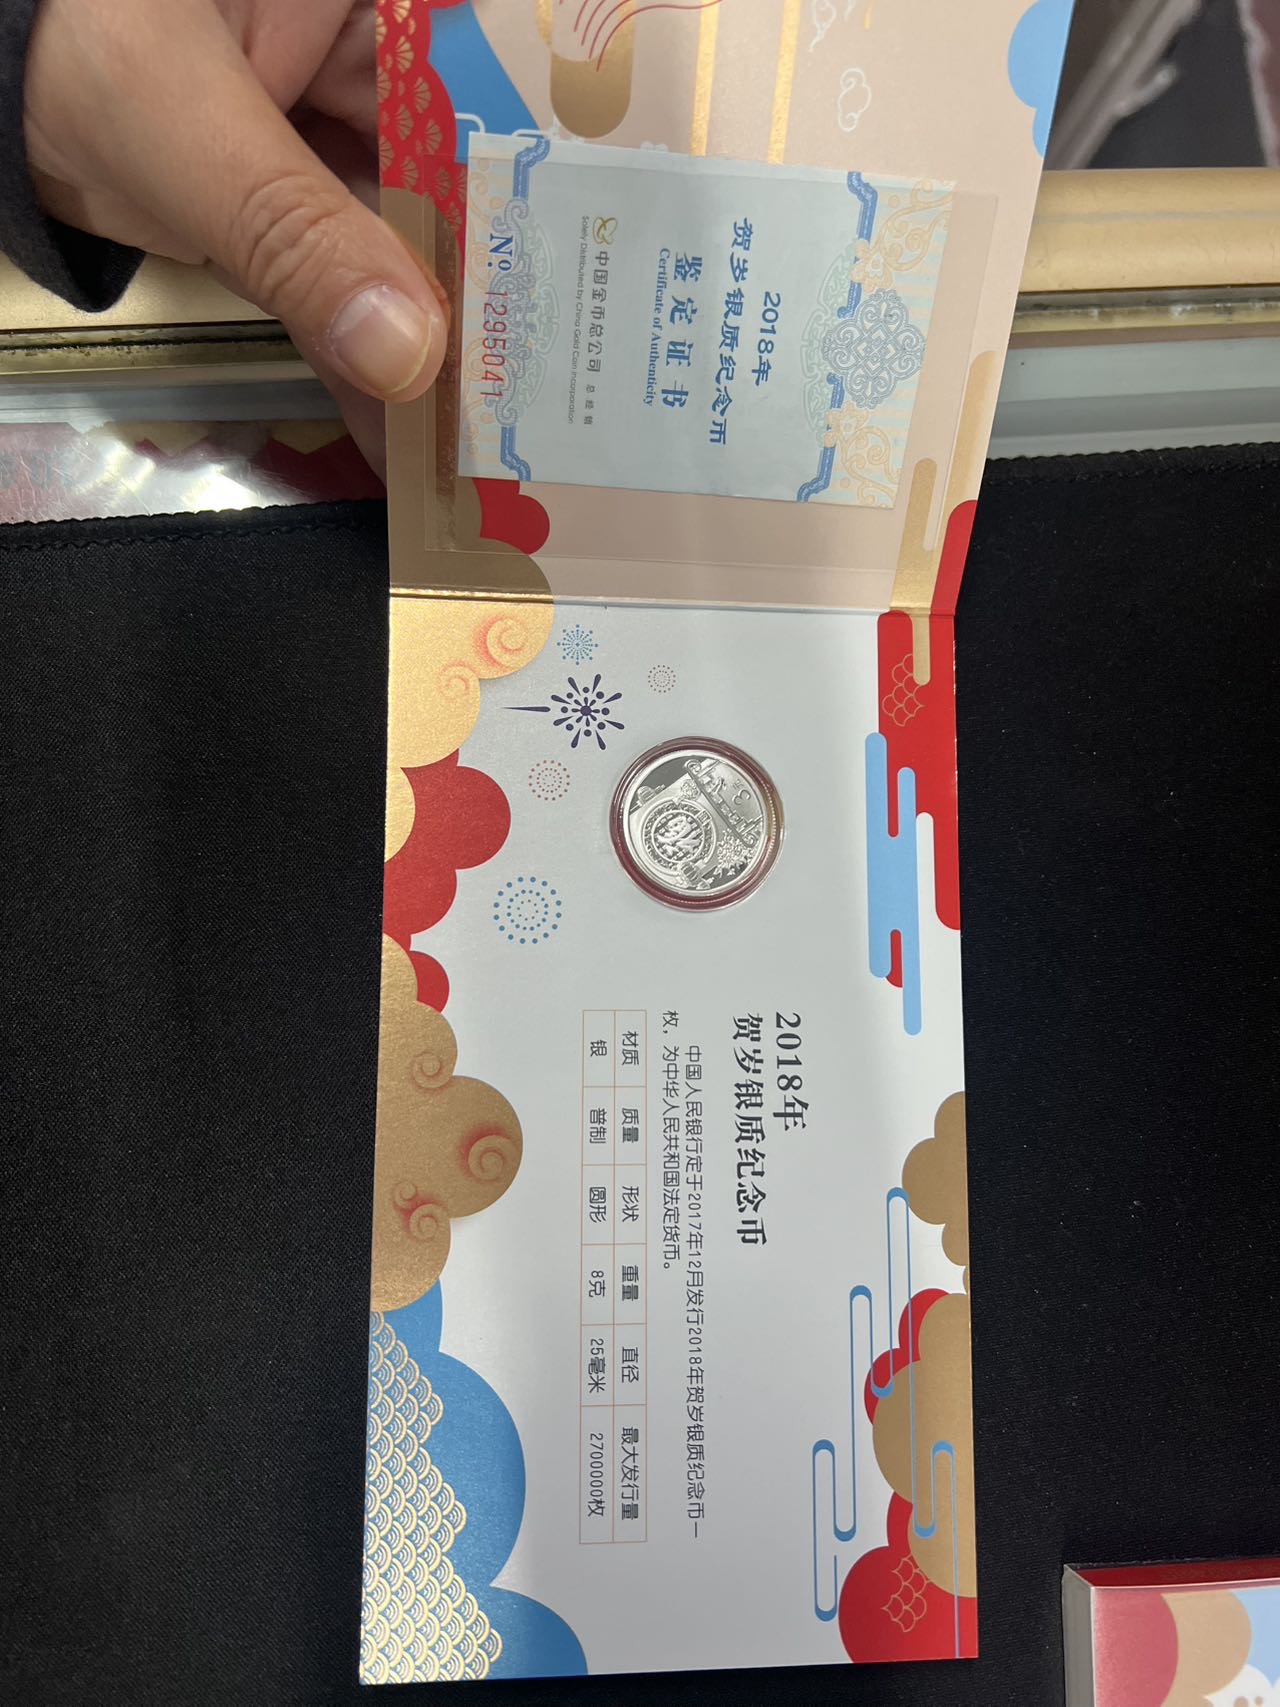 2018年
贺岁银质纪念币
鉴定证书
Certificate of Authenticity
中国金币总公司 总经销
Solely Distributed by China Gold Coin Incorporation
No. 1295041
2018年
贺岁银质纪念币
中国人民银行定于2017年12月发行2018年贺岁银质纪念币一
枚，为中华人民共和国法定货币。
材质 质量 形状 重量 直径 最大发行量
银 普制 圆形 8克 25毫米 2700000枚
3元